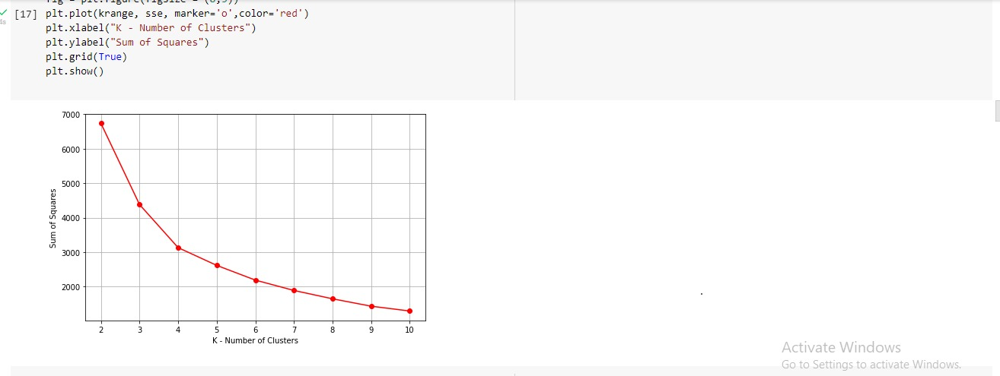 [17] plt.plot(krange, sse, marker='o',color='red')
4s
plt.xlabel("K - Number of Clusters")
plt.ylabel("Sum of Squares")
plt.grid(True)
plt.show()
7000
6000
5000
4000
3000
2000
Sum of Squares
2 3 4 5 6 7 8 9 10
K - Number of Clusters
Activate Windows
Go to Settings to activate Windows.